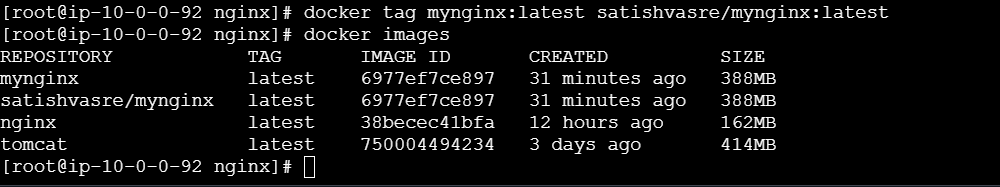 [root@ip-10-0-0-92 nginx]# docker tag mynginx:latest satishvasre/mynginx:latest
[root@ip-10-0-0-92 nginx]# docker images
REPOSITORY TAG IMAGE ID CREATED SIZE
mynginx latest 6977ef7ce897 31 minutes ago 388MB
satishvasre/mynginx latest 6977ef7ce897 31 minutes ago 388MB
nginx latest 38becec41bfa 12 hours ago 162MB
tomcat latest 750004494234 3 days ago 414MB
[root@ip-10-0-0-92 nginx]#